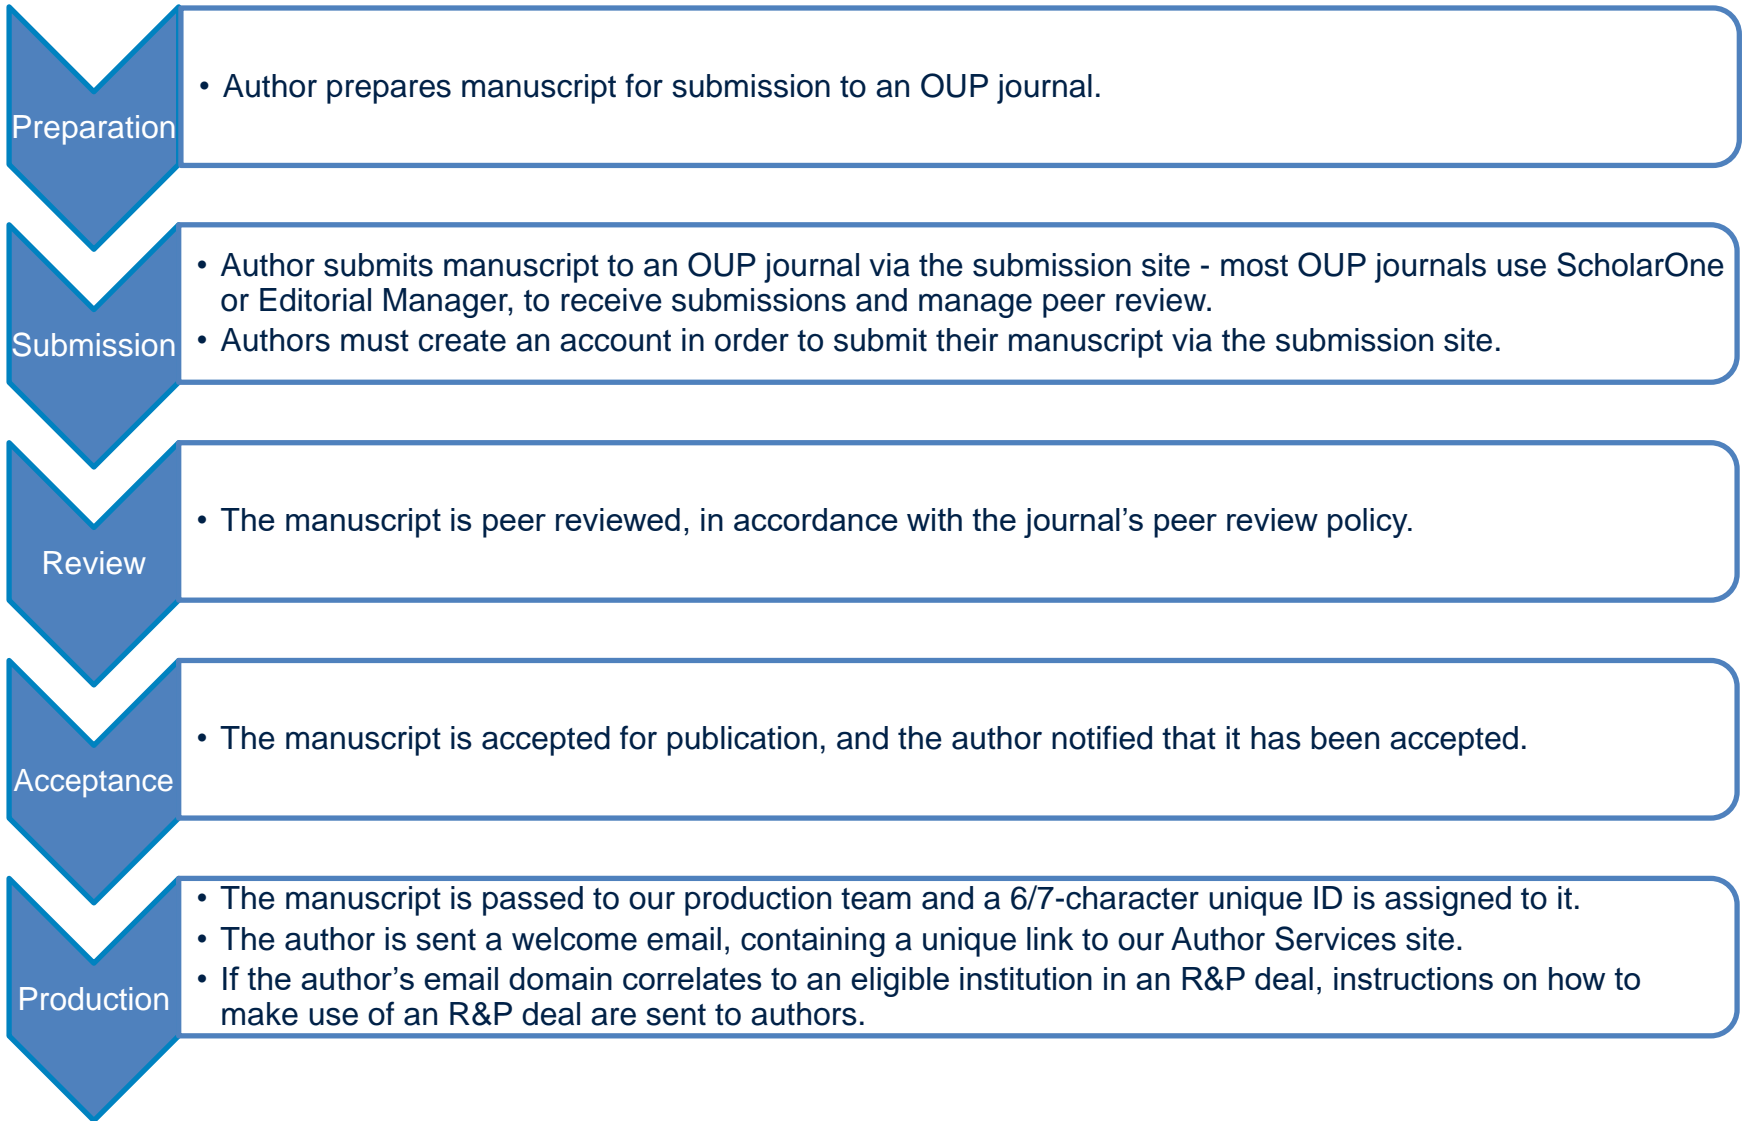 Preparation
• Author prepares manuscript for submission to an OUP journal.
Submission
• Author submits manuscript to an OUP journal via the submission site - most OUP journals use ScholarOne
or Editorial Manager, to receive submissions and manage peer review.
• Authors must create an account in order to submit their manuscript via the submission site.
Review
• The manuscript is peer reviewed, in accordance with the journal’s peer review policy.
Acceptance
• The manuscript is accepted for publication, and the author notified that it has been accepted.
Production
• The manuscript is passed to our production team and a 6/7-character unique ID is assigned to it.
• The author is sent a welcome email, containing a unique link to our Author Services site.
• If the author’s email domain correlates to an eligible institution in an R&P deal, instructions on how to
make use of an R&P deal are sent to authors.